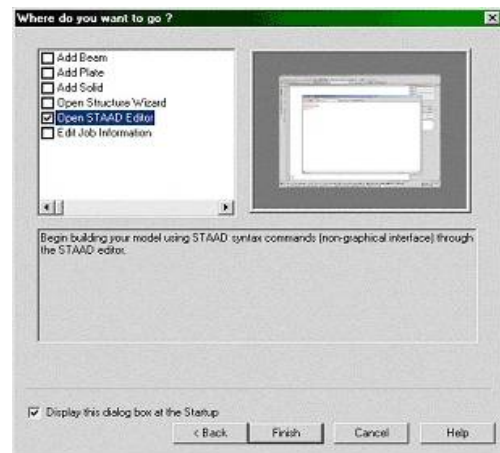 Where do you want to go ?
Add Beam
Add Plate
Add Solid
Open Structure Wizard
Open STAAD Editor
Edit Job Information
Begin building your model using STAAD syntax commands (non-graphical interface) through
the STAAD editor.
Display this dialog box at the Startup
< Back
Finish
Cancel
Help